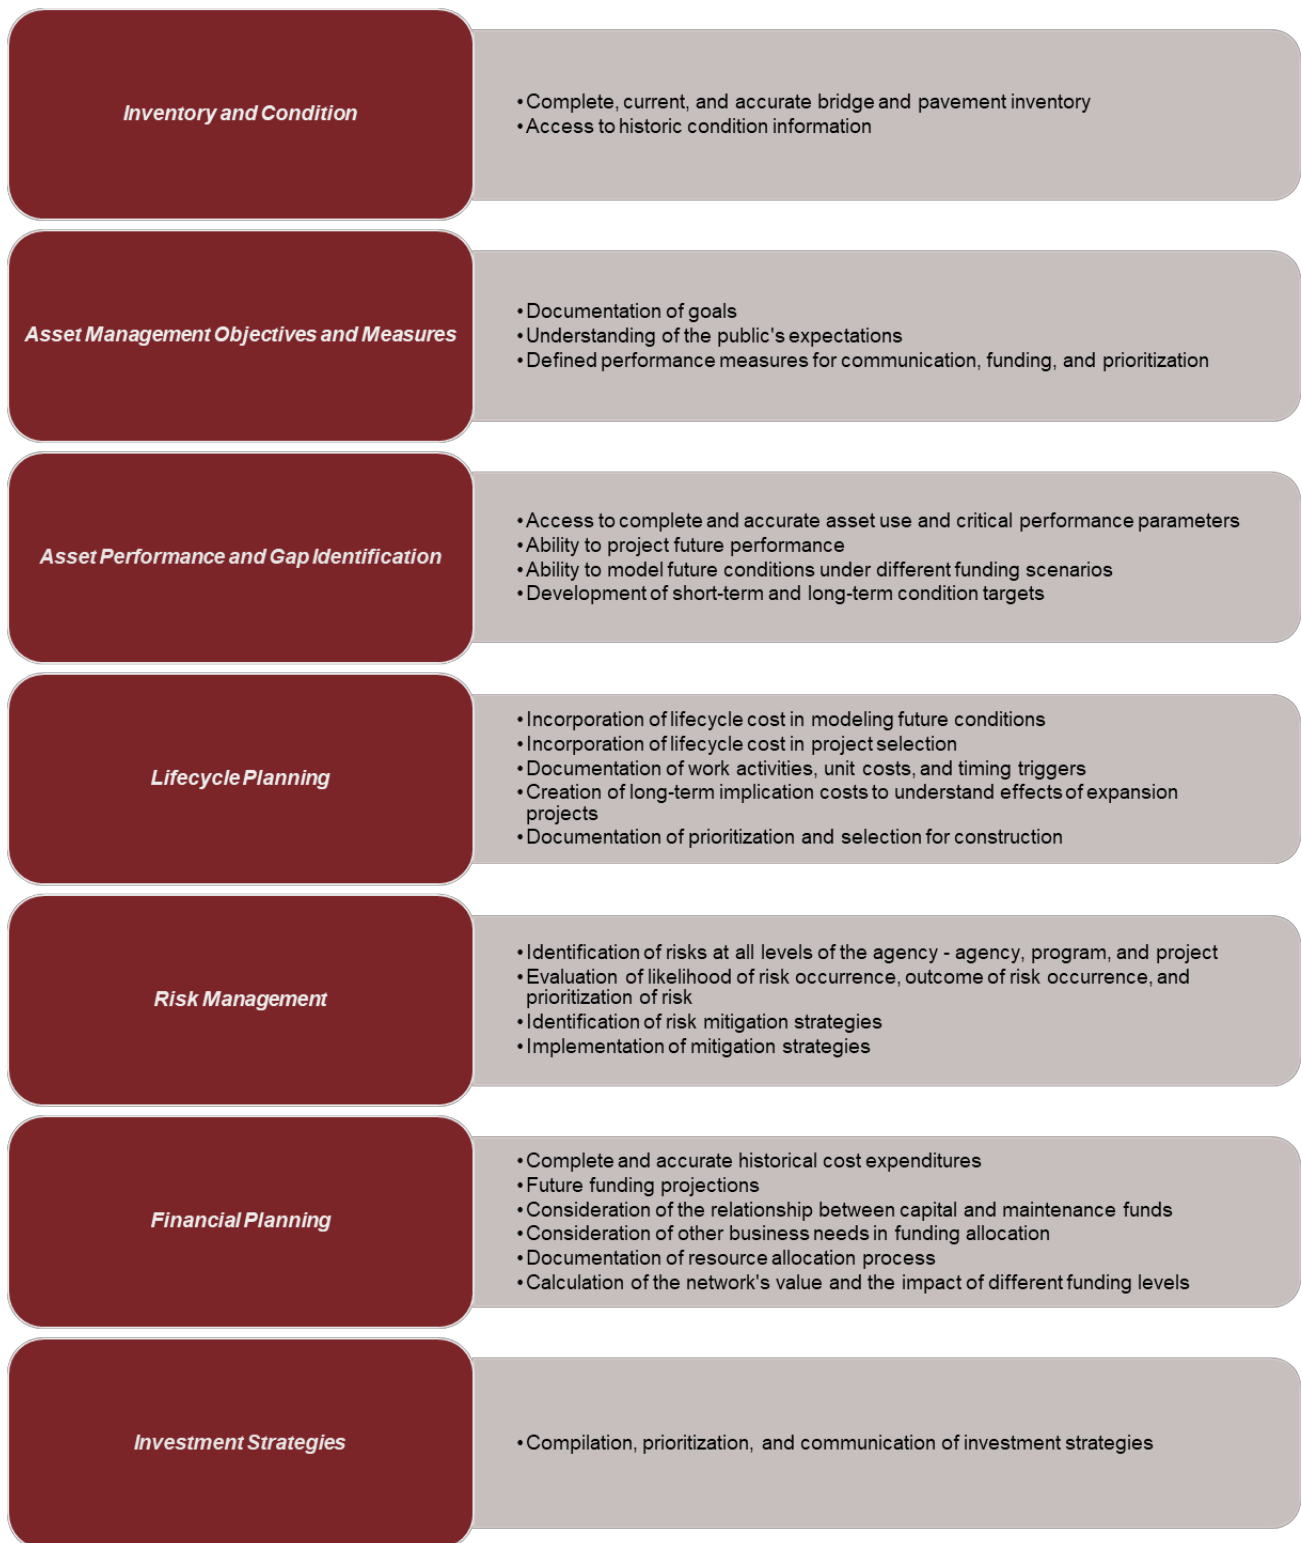 Inventory and Condition
•Complete, current, and accurate bridge and pavement inventory
•Access to historic condition information
Asset Management Objectives and Measures
•Documentation of goals
•Understanding of the public's expectations
•Defined performance measures for communication, funding, and prioritization
Asset Performance and Gap Identification
•Access to complete and accurate asset use and critical performance parameters
•Ability to project future performance
•Ability to model future conditions under different funding scenarios
•Development of short-term and long-term condition targets
Lifecycle Planning
•Incorporation of lifecycle cost in modeling future conditions
•Incorporation of lifecycle cost in project selection
•Documentation of work activities, unit costs, and timing triggers
•Creation of long-term implication costs to understand effects of expansion
projects
•Documentation of prioritization and selection for construction
Risk Management
•Identification of risks at all levels of the agency - agency, program, and project
•Evaluation of likelihood of risk occurrence, outcome of risk occurrence, and
prioritization of risk
•Identification of risk mitigation strategies
•Implementation of mitigation strategies
Financial Planning
•Complete and accurate historical cost expenditures
•Future funding projections
•Consideration of the relationship between capital and maintenance funds
•Consideration of other business needs in funding allocation
•Documentation of resource allocation process
•Calculation of the network's value and the impact of different funding levels
Investment Strategies
•Compilation, prioritization, and communication of investment strategies